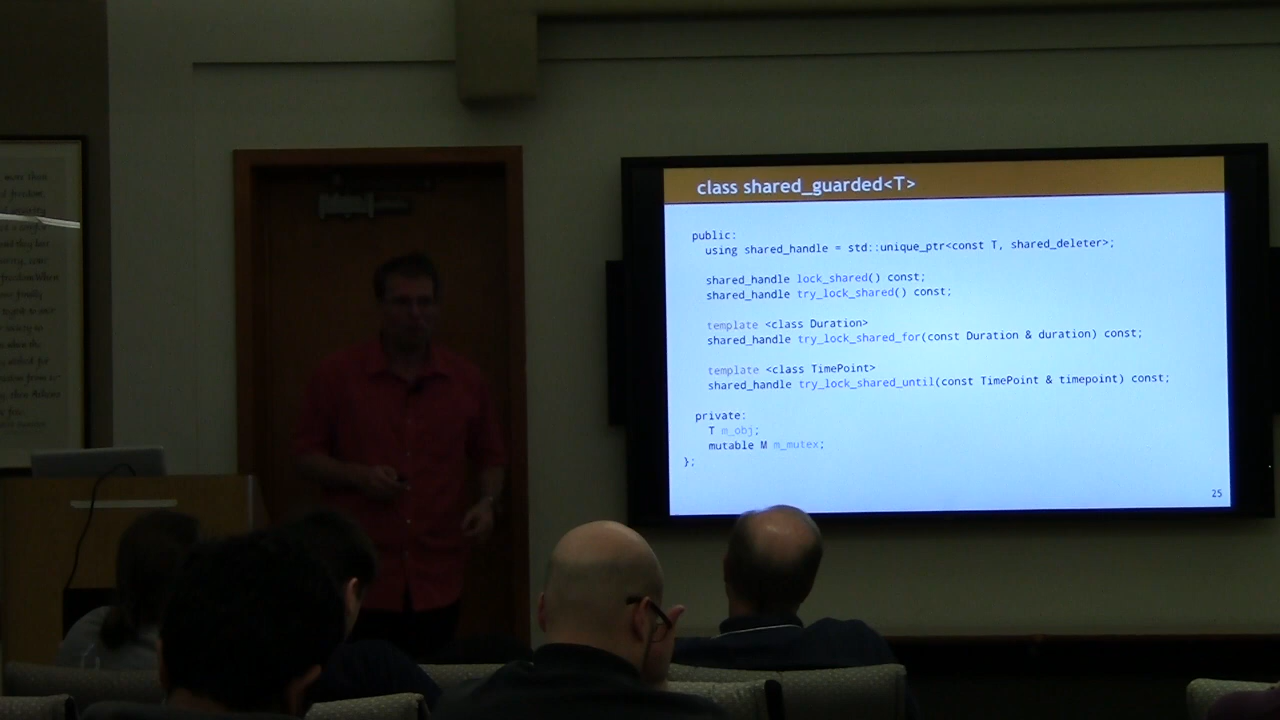 class shared_guarded<T>
public:
using shared_handle = std::unique_ptr<const T, shared_deleter>;
shared_handle lock_shared() const;
shared_handle try_lock_shared() const;
template <class Duration>
shared_handle try_lock_shared_for(const Duration & duration) const;
template <class TimePoint>
shared_handle try_lock_shared_until(const TimePoint & timepoint) const;
private:
T m_obj;
mutable M m_mutex;
};
25